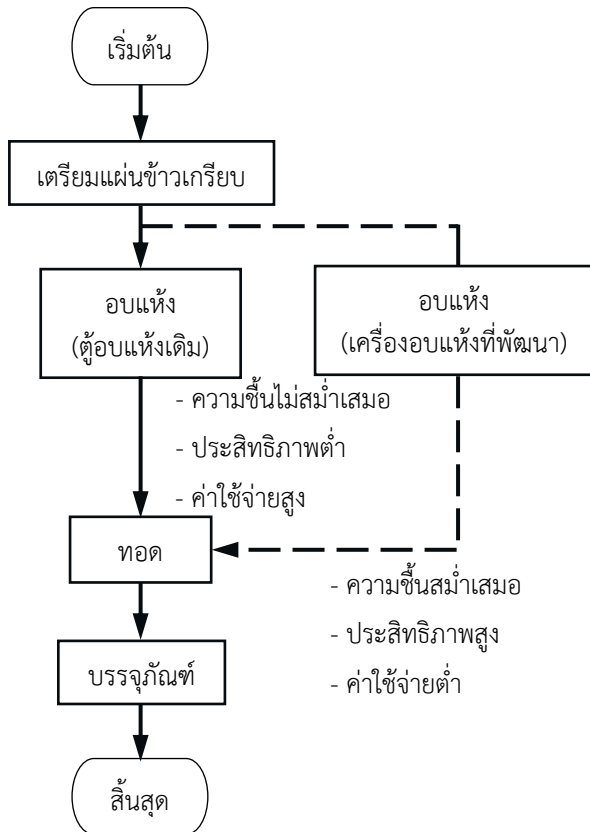 เริ่มต้น
เตรียมแผ่นข้าวเกรียบ
อบแห้ง
(ตู้อบแห้งเดิม)
อบแห้ง
(เครื่องอบแห้งที่พัฒนา)
- ความชื้นไม่สม่ำเสมอ
- ประสิทธิภาพต่ำ
- ค่าใช้จ่ายสูง
ทอด
- ความชื้นสม่ำเสมอ
- ประสิทธิภาพสูง
- ค่าใช้จ่ายต่ำ
บรรจุภัณฑ์
สิ้นสุด